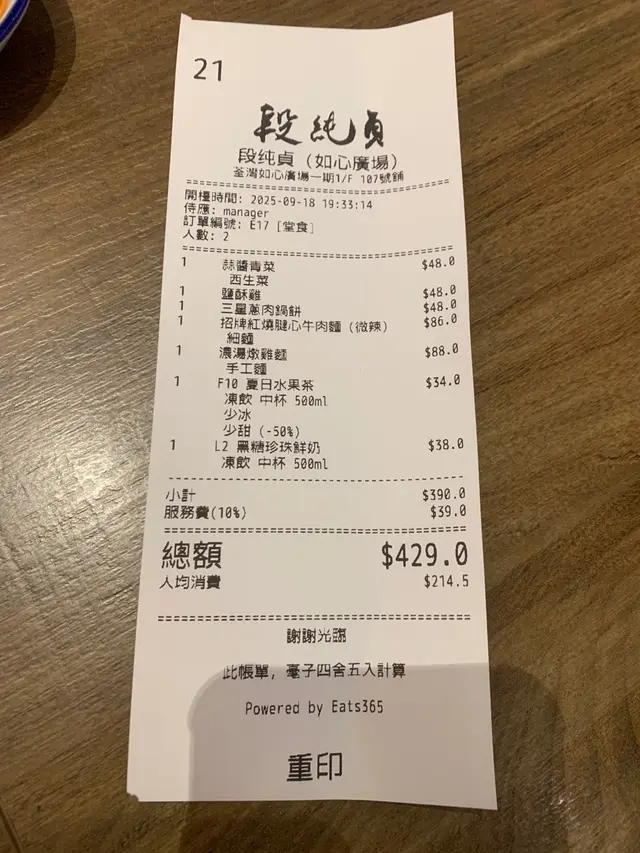 21
段純貞
段纯貞 (如心廣場)
荃灣如心廣場一期1/F 107號舖
開檯時間: 2025-09-18 19:33:14
侍應: manager
訂單編號: E17 [堂食]
人數: 2
1 蒜醬青菜 $48.0
西生菜
1 鹽酥雞 $48.0
1 三星蔥肉鍋餅 $48.0
1 招牌紅燒腱心牛肉麵 (微辣) $86.0
細麵
1 濃湯燉雞麵 $88.0
手工麵
1 F10 夏日水果茶 $34.0
凍飲 中杯 500ml
少冰
少甜 (-50%)
1 L2 黑糖珍珠鮮奶 $38.0
凍飲 中杯 500ml
小計 $390.0
服務費(10%) $39.0
總額 $429.0
人均消費 $214.5
謝謝光臨
此帳單, 毫子四舍五入計算
Powered by Eats365
重印